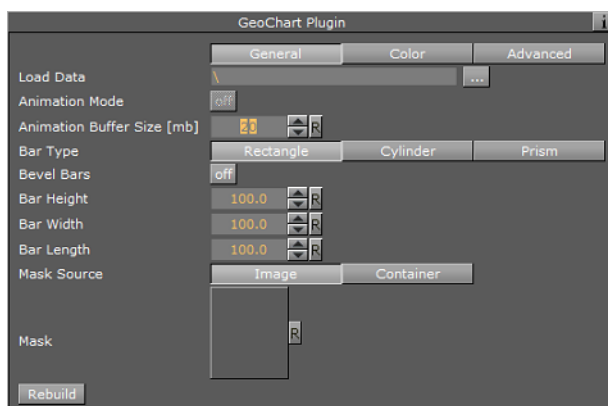 GeoChart Plugin i
General Color Advanced
Load Data \ ...
Animation Mode off
Animation Buffer Size [mb] 20 R
Bar Type Rectangle Cylinder Prism
Bevel Bars off
Bar Height 100.0 R
Bar Width 100.0 R
Bar Length 100.0 R
Mask Source Image Container
Mask R
Rebuild